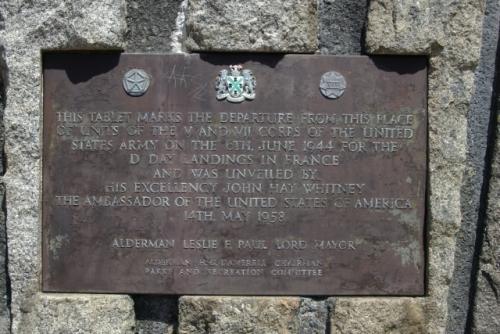 THIS TABLET MARKS THE DEPARTURE FROM THIS PLACE
OF UNITS OF THE V AND VII CORPS OF THE UNITED
STATES ARMY ON THE 6TH. JUNE 1944 FOR THE
D DAY LANDINGS IN FRANCE
AND WAS UNVEILED BY
HIS EXCELLENCY JOHN HAY WHITNEY
THE AMBASSADOR OF THE UNITED STATES OF AMERICA
14TH. MAY 1958
ALDERMAN LESLIE F. PAUL LORD MAYOR
ALDERMAN H.G. CAMPBELL CHAIRMAN
PARKS AND RECREATION COMMITTEE